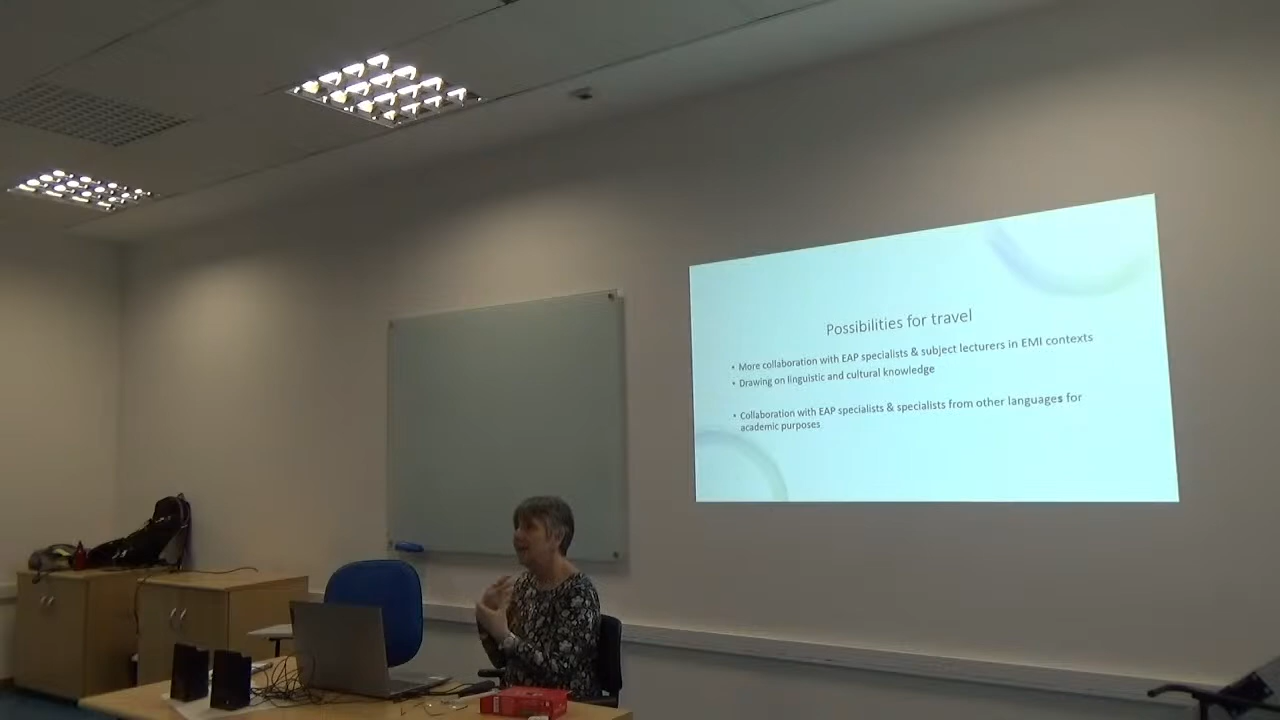 Possibilities for travel
• More collaboration with EAP specialists & subject lecturers in EMI contexts
• Drawing on linguistic and cultural knowledge
• Collaboration with EAP specialists & specialists from other languages for
academic purposes